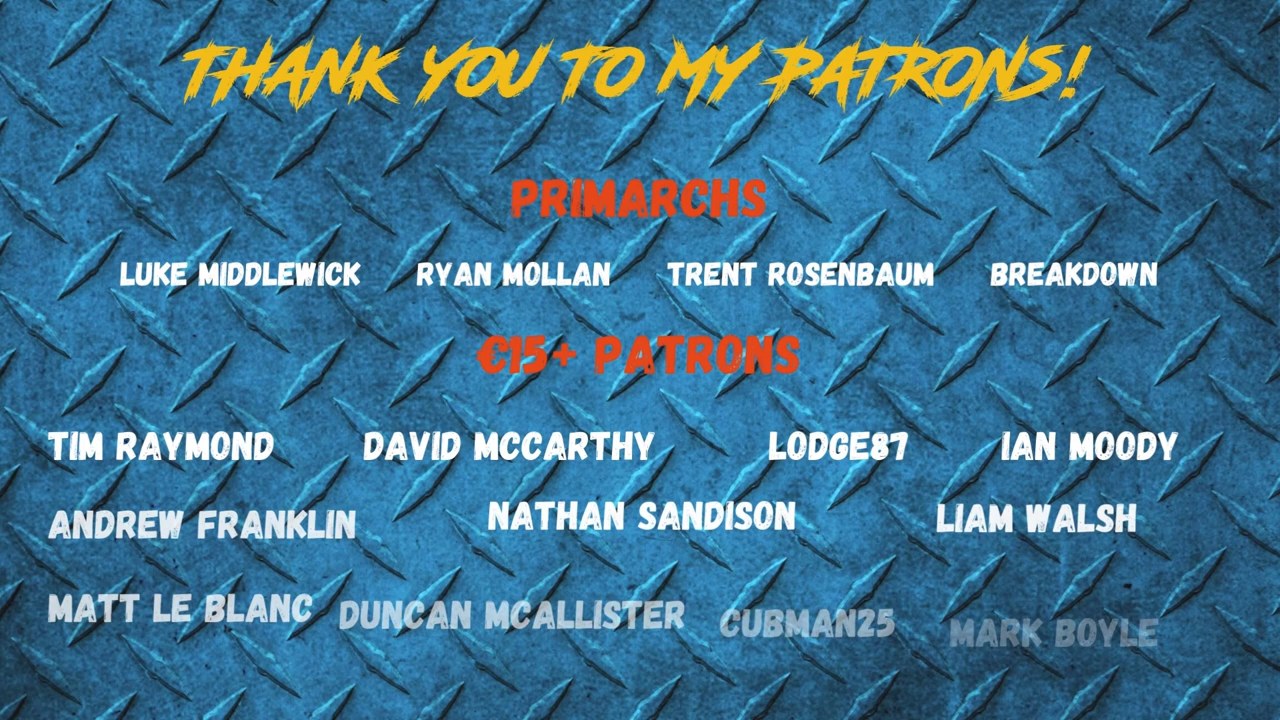 THANK YOU TO MY PATRONS!
PRIMARCHS
LUKE MIDDLEWICK RYAN MOLLAN TRENT ROSENBAUM BREAKDOWN
€15+ PATRONS
TIM RAYMOND DAVID MCCARTHY LODGE87 IAN MOODY
ANDREW FRANKLIN NATHAN SANDISON LIAM WALSH
MATT LE BLANC DUNCAN MCALLISTER CUBMAN25 MARK BOYLE